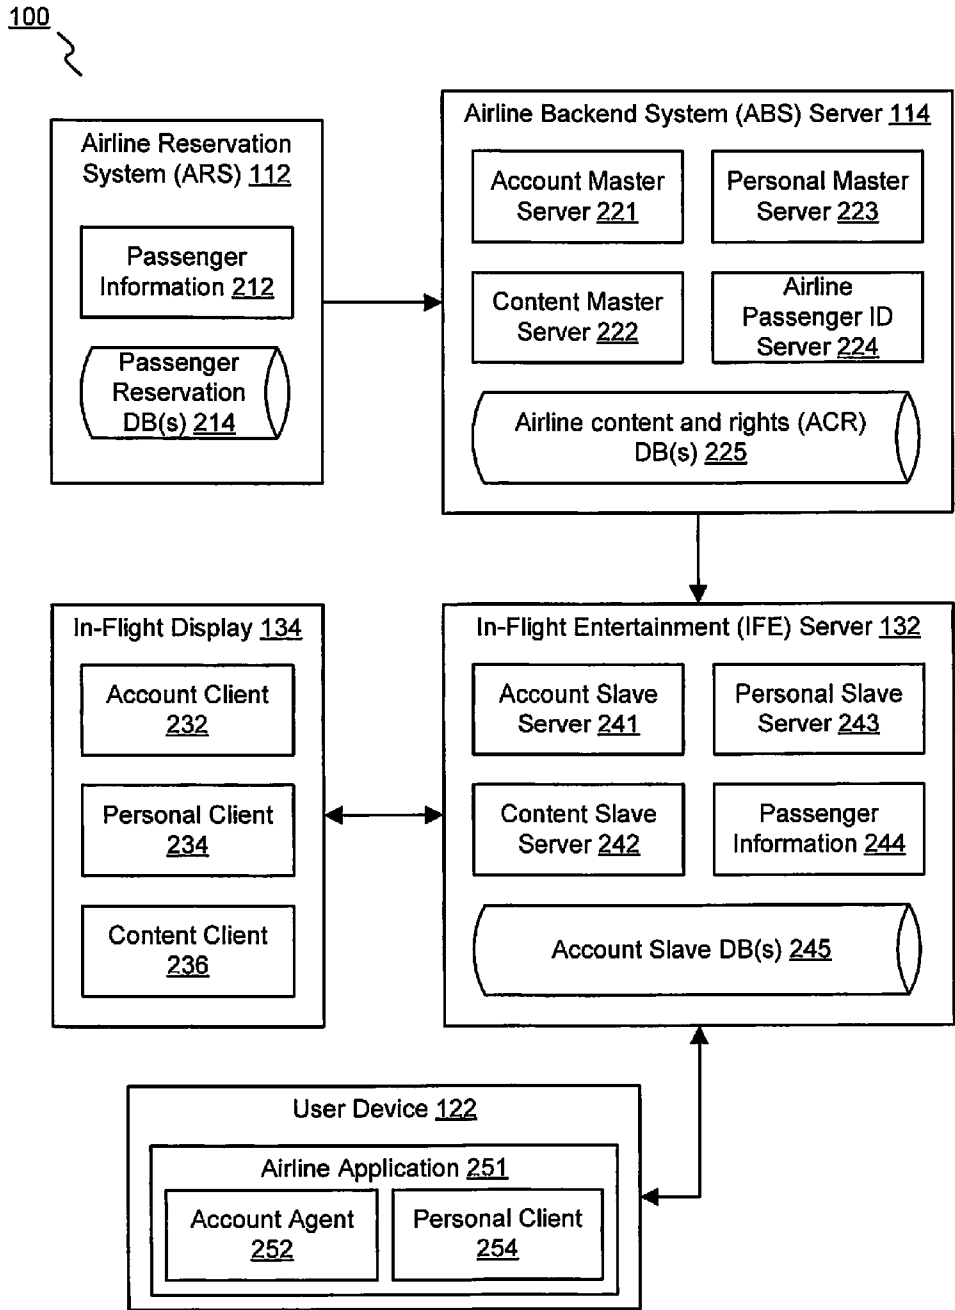 100
Airline Reservation
System (ARS) 112
Passenger
Information 212
Passenger
Reservation
DB(s) 214
Airline Backend System (ABS) Server 114
Account Master
Server 221
Personal Master
Server 223
Content Master
Server 222
Airline
Passenger ID
Server 224
Airline content and rights (ACR)
DB(s) 225
In-Flight Display 134
Account Client
232
Personal Client
234
Content Client
236
In-Flight Entertainment (IFE) Server 132
Account Slave
Server 241
Personal Slave
Server 243
Content Slave
Server 242
Passenger
Information 244
Account Slave DB(s) 245
User Device 122
Airline Application 251
Account Agent
252
Personal Client
254